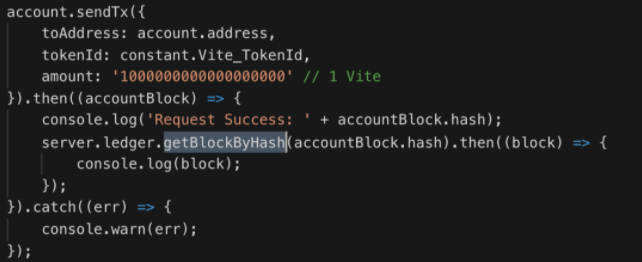 account.sendTx({
    toAddress: account.address,
    tokenId: constant.Vite_TokenId,
    amount: '1000000000000000000' // 1 Vite
}).then((accountBlock) => {
    console.log('Request Success: ' + accountBlock.hash);
    server.ledger.getBlockByHash(accountBlock.hash).then((block) => {
        console.log(block);
    });
}).catch((err) => {
    console.warn(err);
});